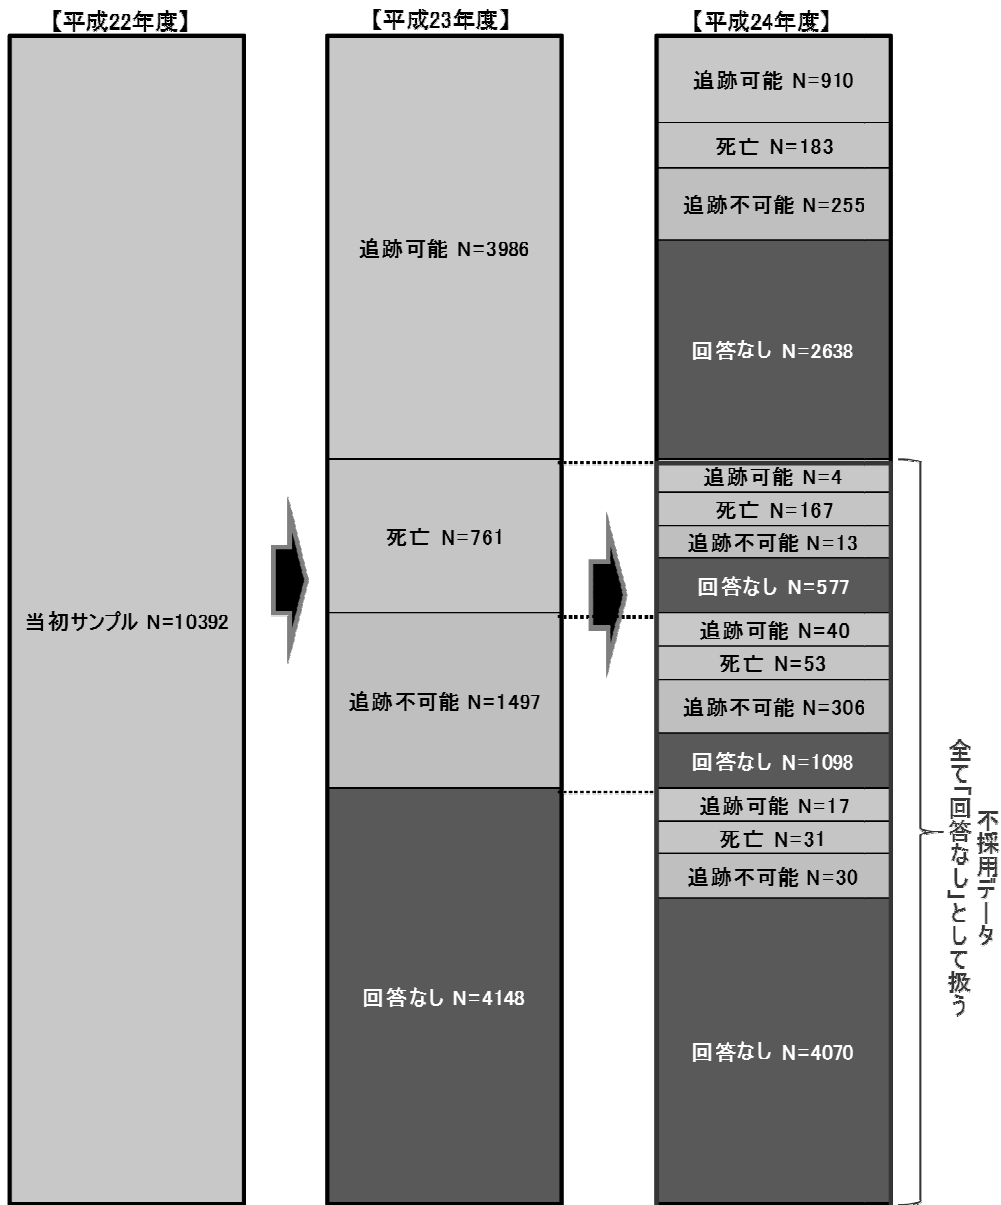 【平成22年度】
当初サンプル N=10392
【平成23年度】
追跡可能 N=3986
死亡 N=761
追跡不可能 N=1497
回答なし N=4148
【平成24年度】
追跡可能 N=910
死亡 N=183
追跡不可能 N=255
回答なし N=2638
追跡可能 N=4
死亡 N=167
追跡不可能 N=13
回答なし N=577
追跡可能 N=40
死亡 N=53
追跡不可能 N=306
回答なし N=1098
追跡可能 N=17
死亡 N=31
追跡不可能 N=30
回答なし N=4070
不採用データ
全て「回答なし」として扱う